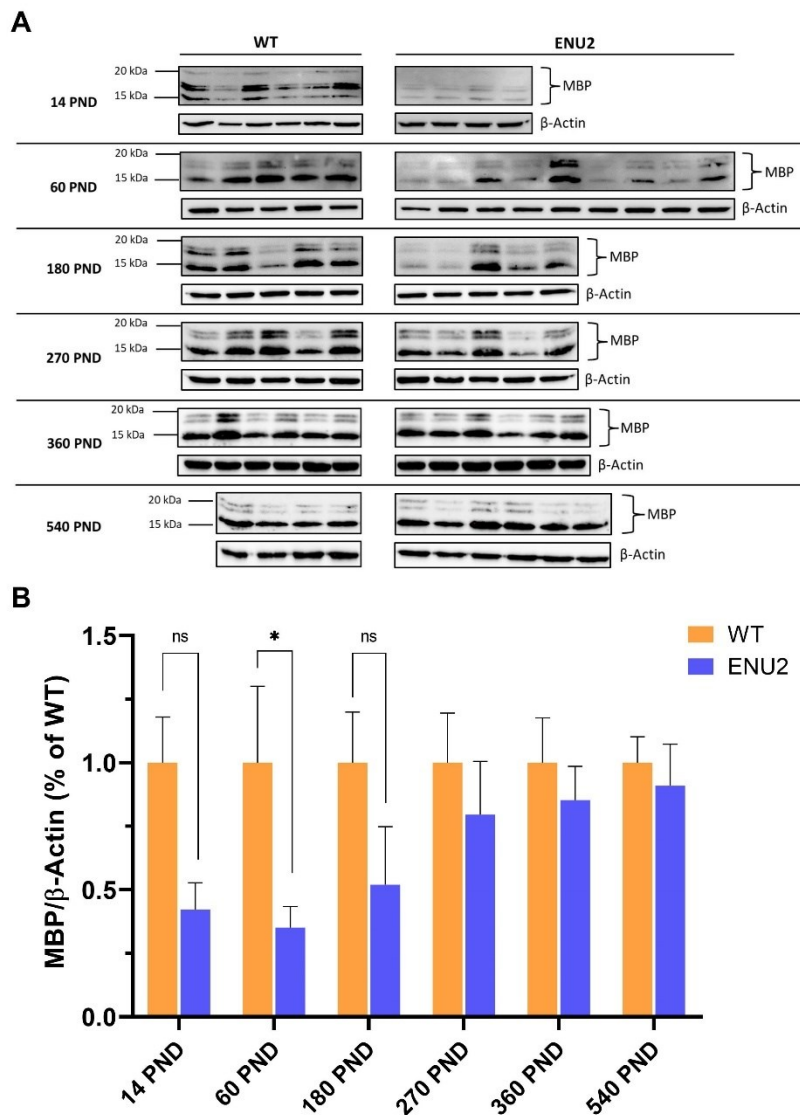 A
WT ENU2
20 kDa
15 kDa
14 PND
MBP
β-Actin
20 kDa
15 kDa
60 PND
MBP
β-Actin
20 kDa
15 kDa
180 PND
MBP
β-Actin
20 kDa
15 kDa
270 PND
MBP
β-Actin
20 kDa
15 kDa
360 PND
MBP
β-Actin
20 kDa
15 kDa
540 PND
MBP
β-Actin
B
MBP/β-Actin (% of WT)
1.5
1.0
0.5
0.0
ns
*
ns
WT
ENU2
14 PND
60 PND
180 PND
270 PND
360 PND
540 PND